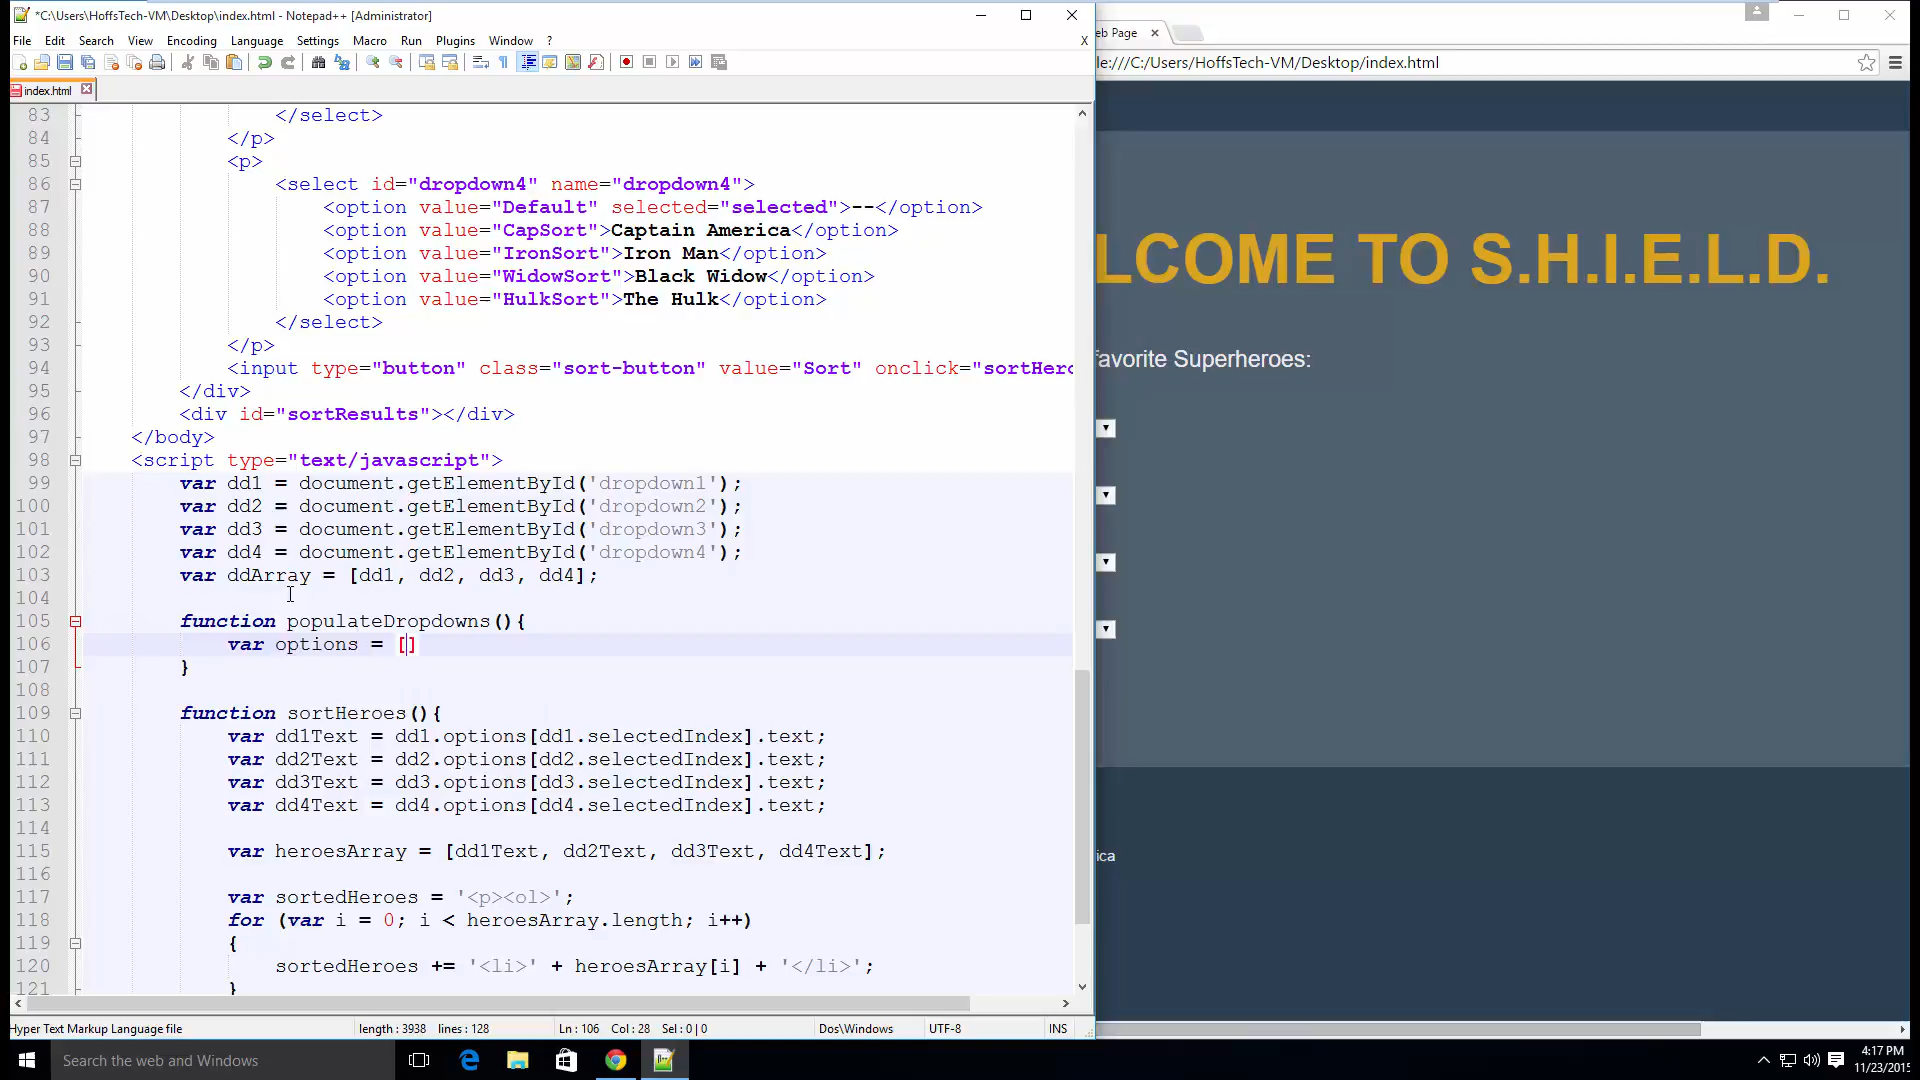 *C:\Users\HoffsTech-VM\Desktop\index.html - Notepad++ [Administrator]
File Edit Search View Encoding Language Settings Macro Run Plugins Window ? X
index.html
83 </select>
84 </p>
85 <p>
86 <select id="dropdown4" name="dropdown4">
87 <option value="Default" selected="selected">--</option>
88 <option value="CapSort">Captain America</option>
89 <option value="IronSort">Iron Man</option>
90 <option value="WidowSort">Black Widow</option>
91 <option value="HulkSort">The Hulk</option>
92 </select>
93 </p>
94 <input type="button" class="sort-button" value="Sort" onclick="sortHero
95 </div>
96 <div id="sortResults"></div>
97 </body>
98 <script type="text/javascript">
99 var dd1 = document.getElementById('dropdown1');
100 var dd2 = document.getElementById('dropdown2');
101 var dd3 = document.getElementById('dropdown3');
102 var dd4 = document.getElementById('dropdown4');
103 var ddArray = [dd1, dd2, dd3, dd4];
104
105 function populateDropdowns(){
106 var options = []
107 }
108
109 function sortHeroes(){
110 var dd1Text = dd1.options[dd1.selectedIndex].text;
111 var dd2Text = dd2.options[dd2.selectedIndex].text;
112 var dd3Text = dd3.options[dd3.selectedIndex].text;
113 var dd4Text = dd4.options[dd4.selectedIndex].text;
114
115 var heroesArray = [dd1Text, dd2Text, dd3Text, dd4Text];
116
117 var sortedHeroes = '<p><ol>';
118 for (var i = 0; i < heroesArray.length; i++)
119 {
120 sortedHeroes += '<li>' + heroesArray[i] + '</li>';
121 }
Hyper Text Markup Language file length : 3938 lines : 128 Ln : 106 Col : 28 Sel : 0 | 0 Dos\Windows UTF-8 INS
eb Page
le:///C:/Users/HoffsTech-VM/Desktop/index.html
LCOME TO S.H.I.E.L.D.
favorite Superheroes:
ica
Search the web and Windows
4:17 PM
11/23/2015